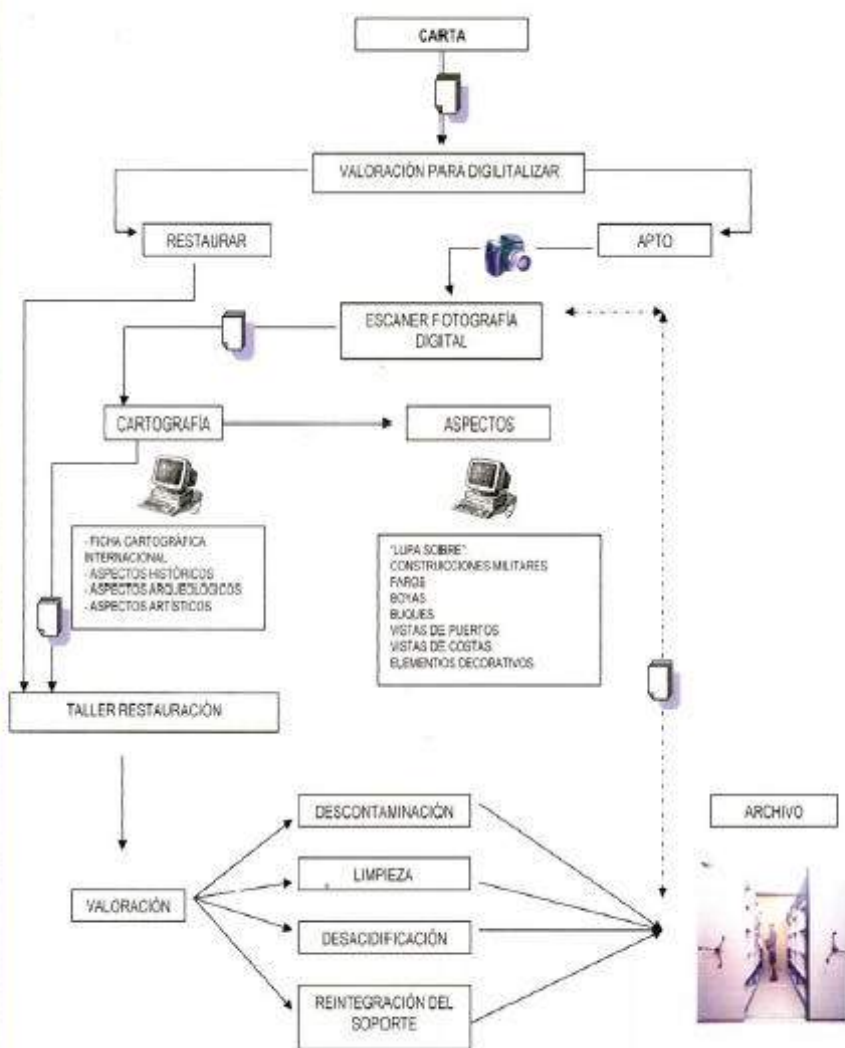 CARTA
VALORACIÓN PARA DIGILITALIZAR
RESTAURAR
APTO
ESCANER FOTOGRAFÍA
DIGITAL
CARTOGRAFÍA
ASPECTOS
- FICHA CARTOGRÁFICA
INTERNACIONAL
- ASPECTOS HISTÓRICOS
- ASPECTOS ARQUEOLÓGICOS
- ASPECTOS ARTÍSTICOS
"LUPA SOBRE":
CONSTRUCCIONES MILITARES
FAROS
BOYAS
BUQUES
VISTAS DE PUERTOS
VISTAS DE COSTAS
ELEMENTOS DECORATIVOS
TALLER RESTAURACIÓN
DESCONTAMINACIÓN
ARCHIVO
LIMPIEZA
VALORACIÓN
DESACIDIFICACIÓN
REINTEGRACIÓN DEL
SOPORTE